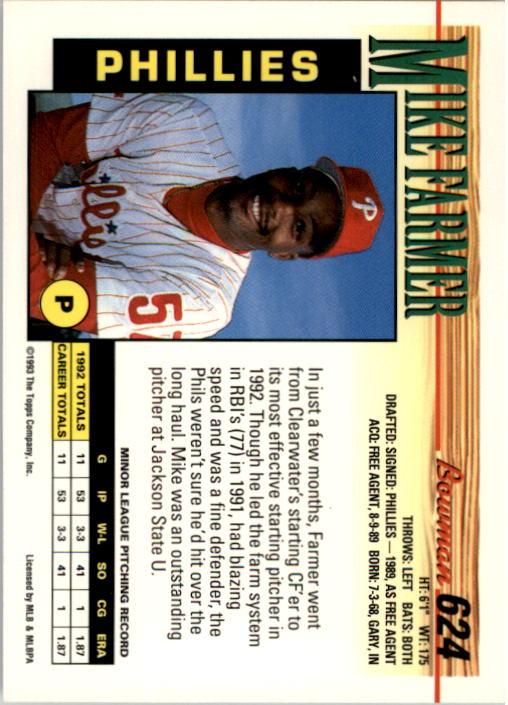 MIKE FARMER
Bowman 624
HT: 6'1" WT: 175
THROWS: LEFT BATS: BOTH
DRAFTED: SIGNED: PHILLIES — 1989, AS FREE AGENT
ACQ: FREE AGENT, 8-9-89 BORN: 7-3-68, GARY, IN
PHILLIES
P
57
P
In just a few months, Farmer went
from Clearwater's starting CF'er to
its most effective starting pitcher in
1992. Though he led the farm system
in RBI's (77) in 1991, had blazing
speed and was a fine defender, the
Phils weren't sure he'd hit over the
long haul. Mike was an outstanding
pitcher at Jackson State U.
MINOR LEAGUE PITCHING RECORD
G IP W-L SO CG ERA
1992 TOTALS 11 53 3-3 41 1 1.87
CAREER TOTALS 11 53 3-3 41 1 1.87
©1993 The Topps Company, Inc. Licensed by MLB & MLBPA